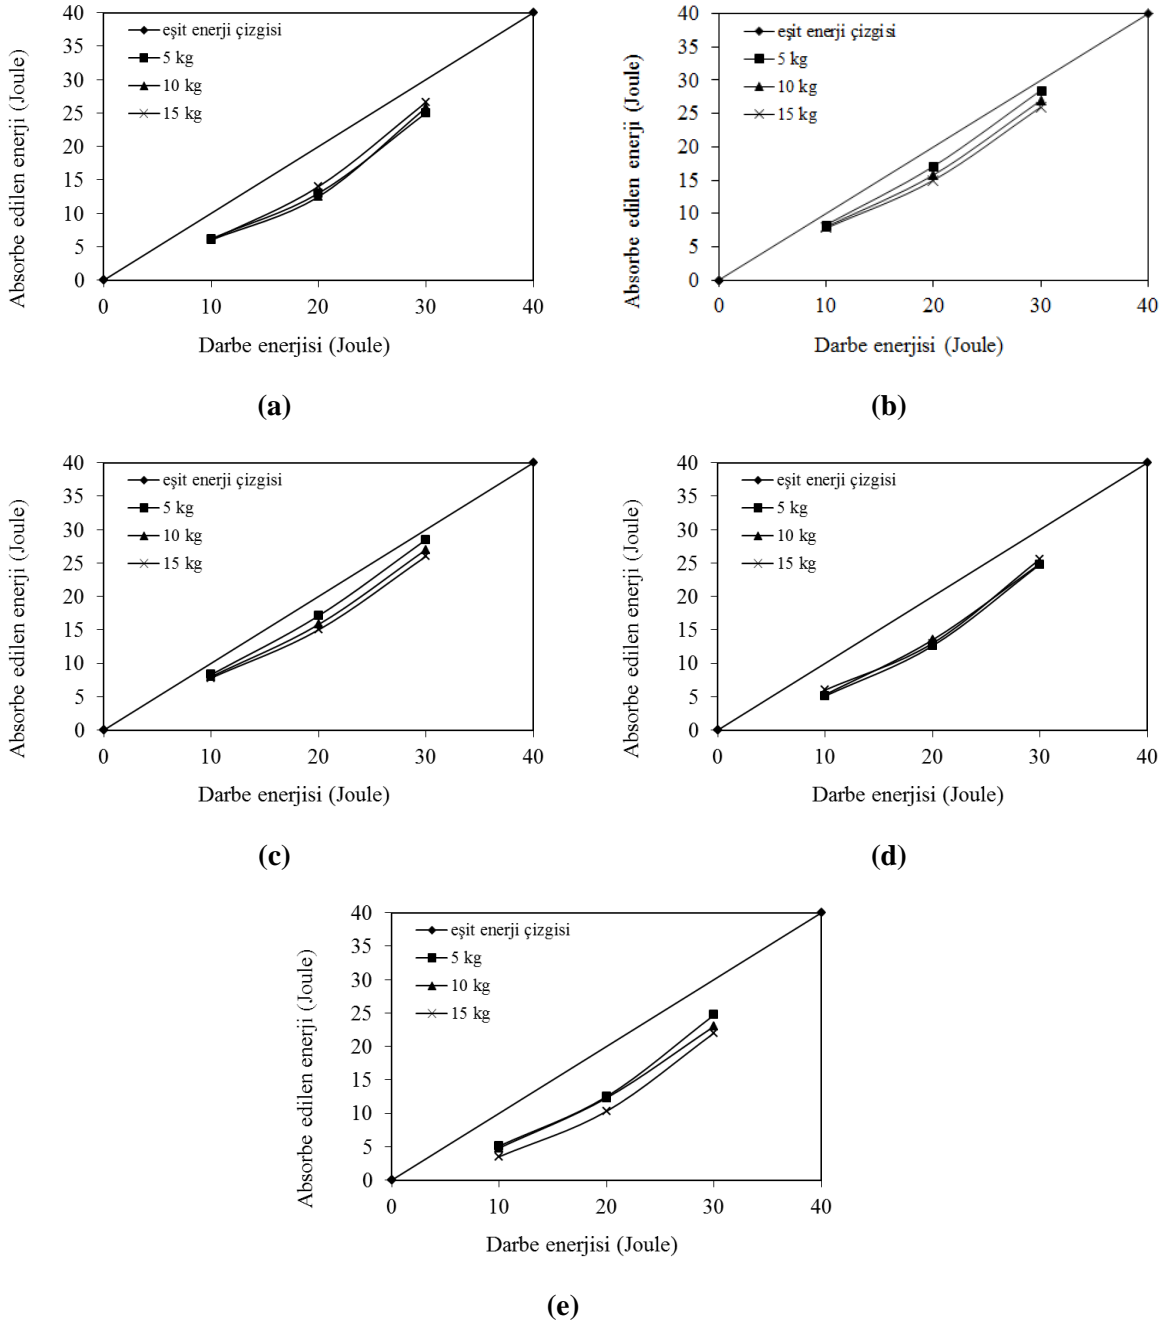 40
35
30
25
20
15
10
5
0
Absorbe edilen enerji (Joule)
eşit enerji çizgisi
5 kg
10 kg
15 kg
0 10 20 30 40
Darbe enerjisi (Joule)
(a)
40
35
30
25
20
15
10
5
0
Absorbe edilen enerji (Joule)
eşit enerji çizgisi
5 kg
10 kg
15 kg
0 10 20 30 40
Darbe enerjisi (Joule)
(b)
40
35
30
25
20
15
10
5
0
Absorbe edilen enerji (Joule)
eşit enerji çizgisi
5 kg
10 kg
15 kg
0 10 20 30 40
Darbe enerjisi (Joule)
(c)
40
35
30
25
20
15
10
5
0
Absorbe edilen enerji (Joule)
eşit enerji çizgisi
5 kg
10 kg
15 kg
0 10 20 30 40
Darbe enerjisi (Joule)
(d)
40
35
30
25
20
15
10
5
0
Absorbe edilen enerji (Joule)
eşit enerji çizgisi
5 kg
10 kg
15 kg
0 10 20 30 40
Darbe enerjisi (Joule)
(e)